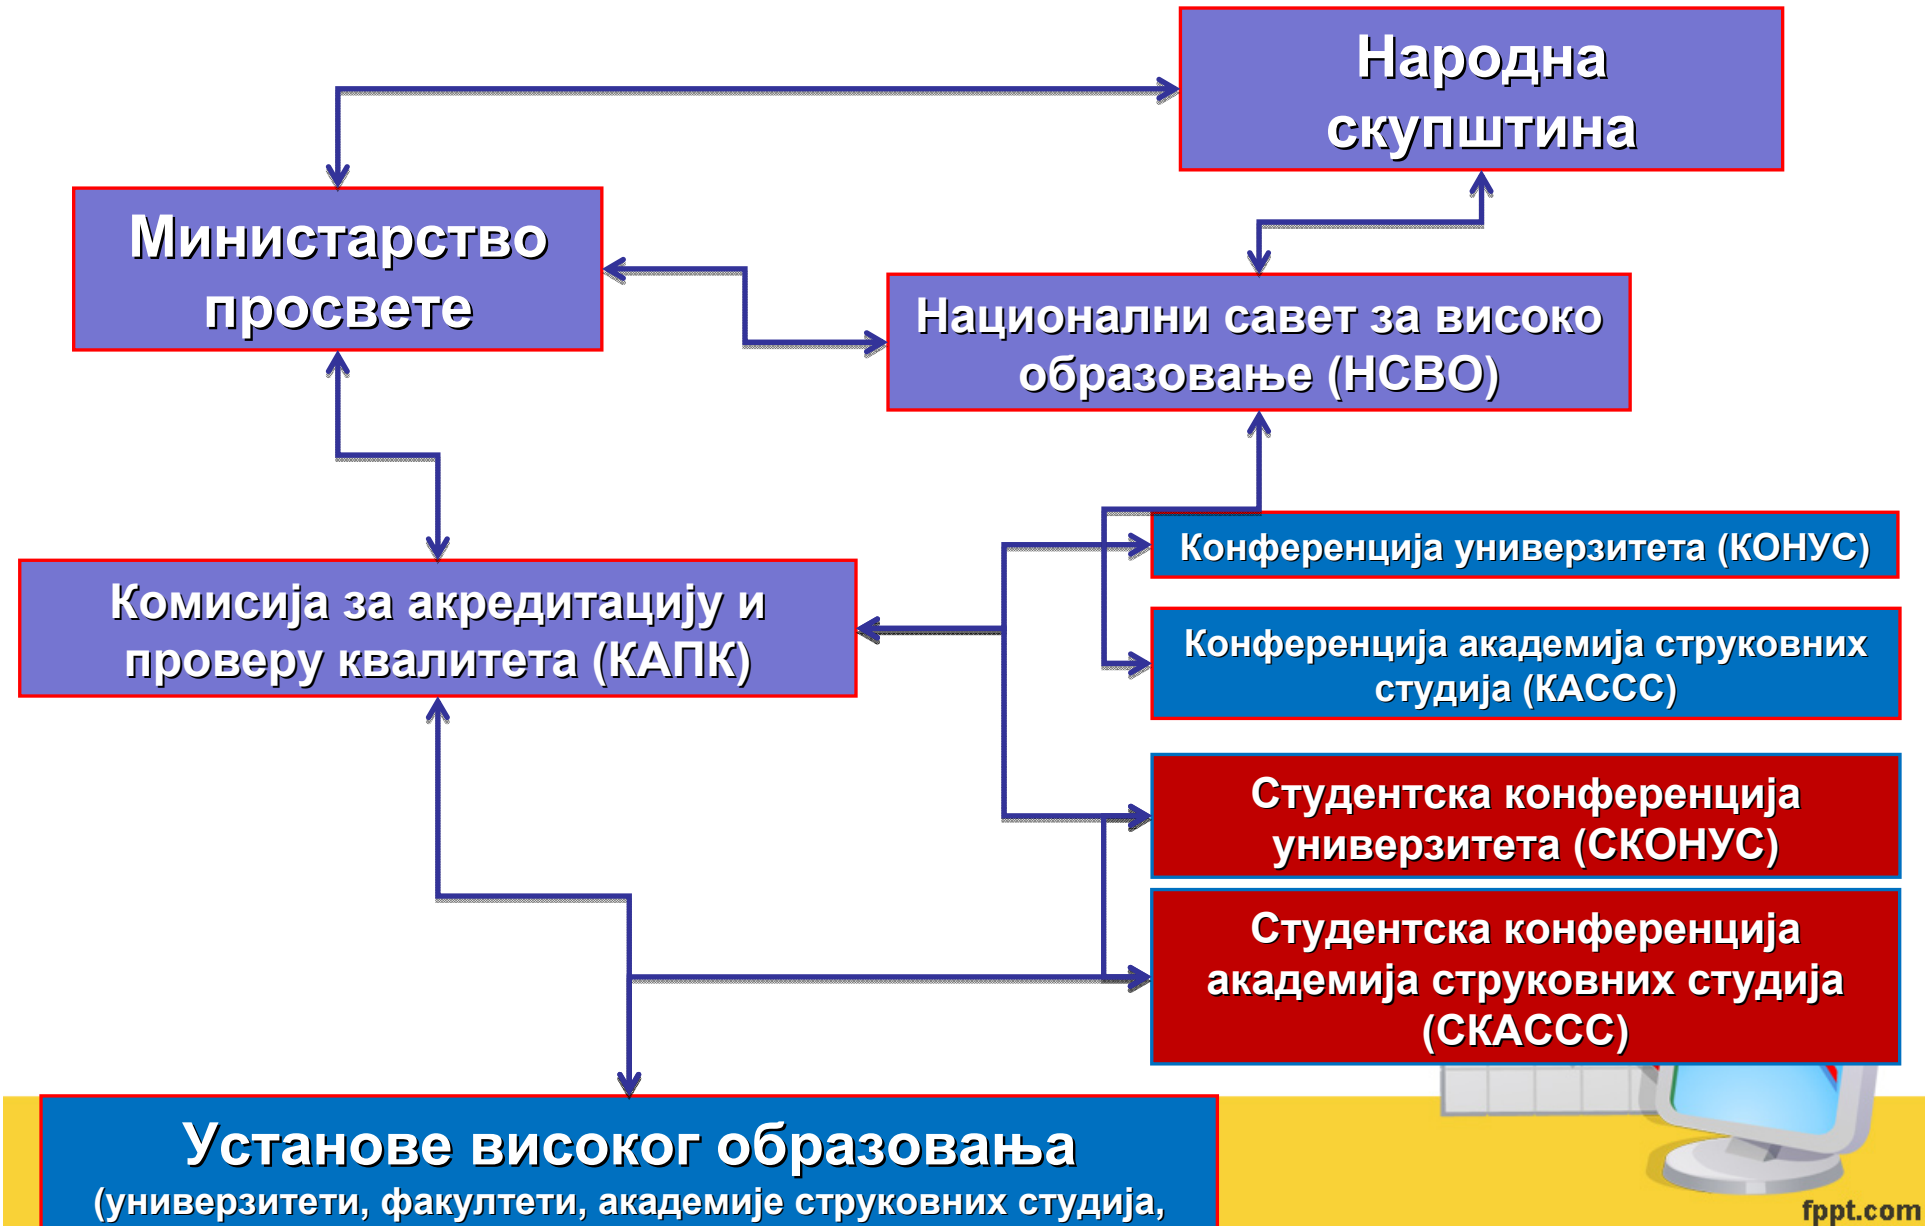 Народна
скупштина
Министарство
просвете
Национални савет за високо
образовање (НСВО)
Конференција универзитета (КОНУС)
Комисија за акредитацију и
проверу квалитета (КАПК)
Конференција академија струковних
студија (КАССС)
Студентска конференција
универзитета (СКОНУС)
Студентска конференција
академија струковних студија
(СКАССС)
Установе високог образовања
(универзитети, факултети, академије струковних студија,
fppt.com